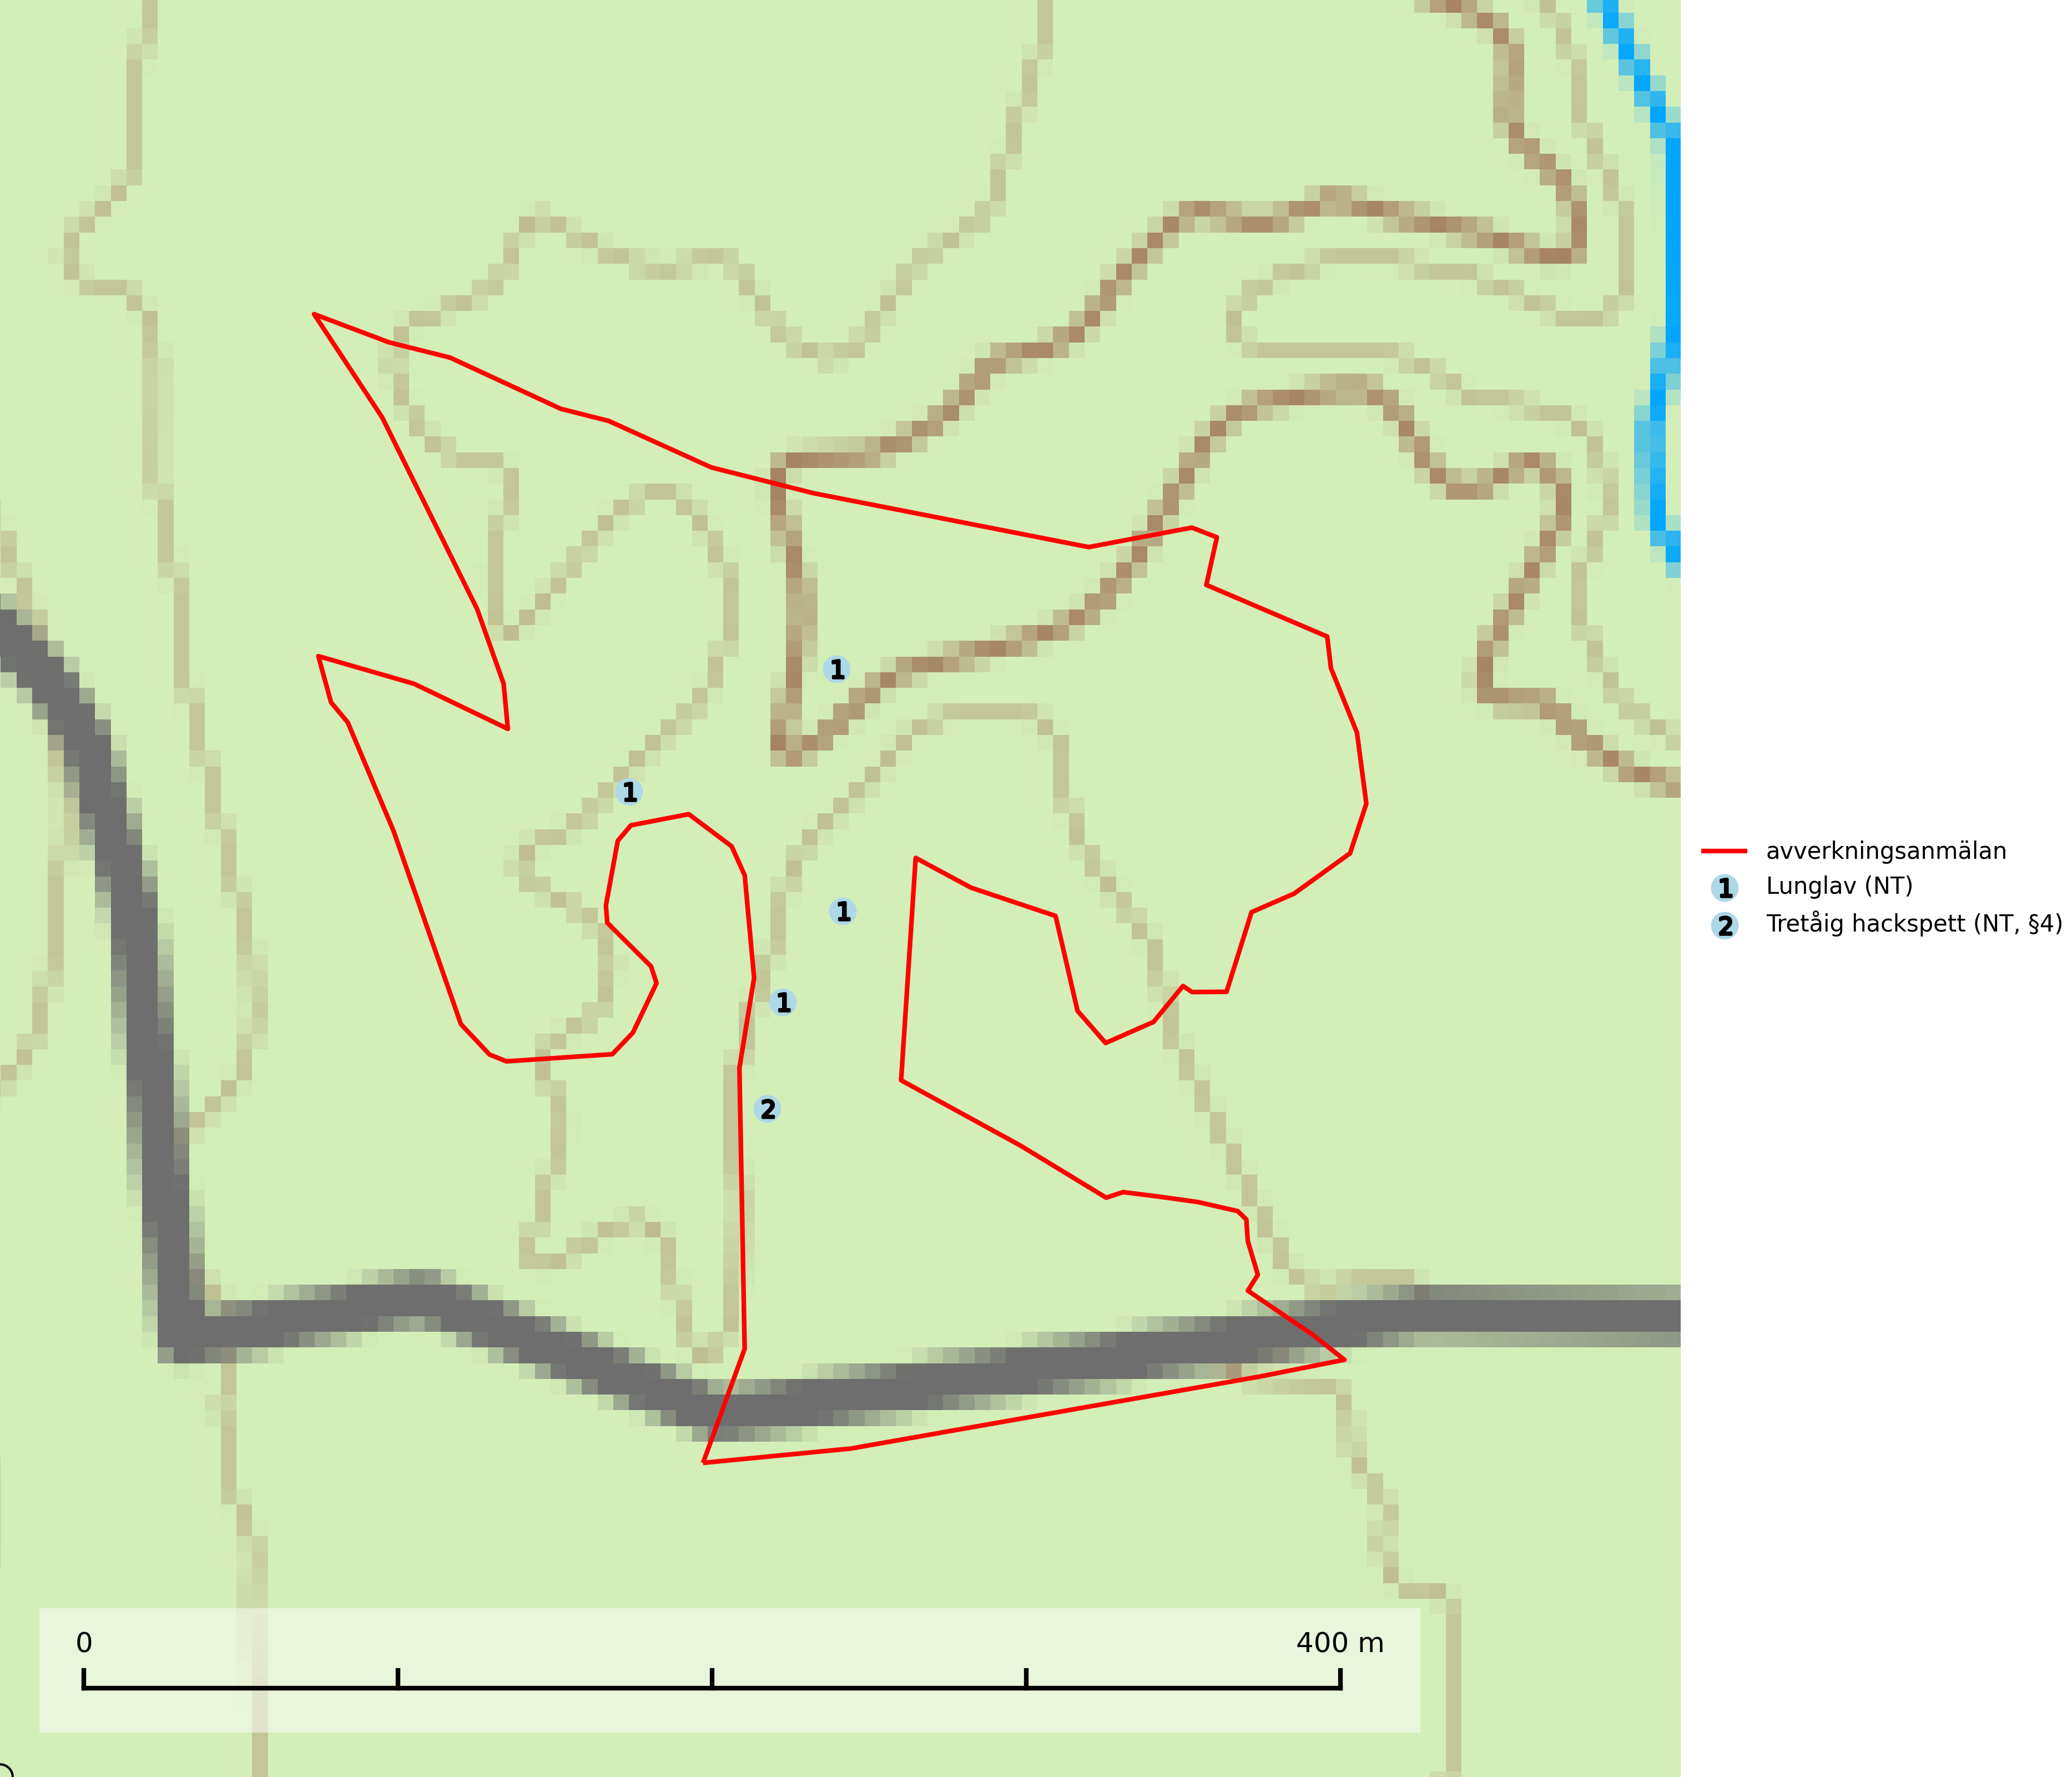 1
1
1
1
2
avverkningsanmälan
1 Lunglav (NT)
2 Tretåig hackspett (NT, §4)
0 400 m